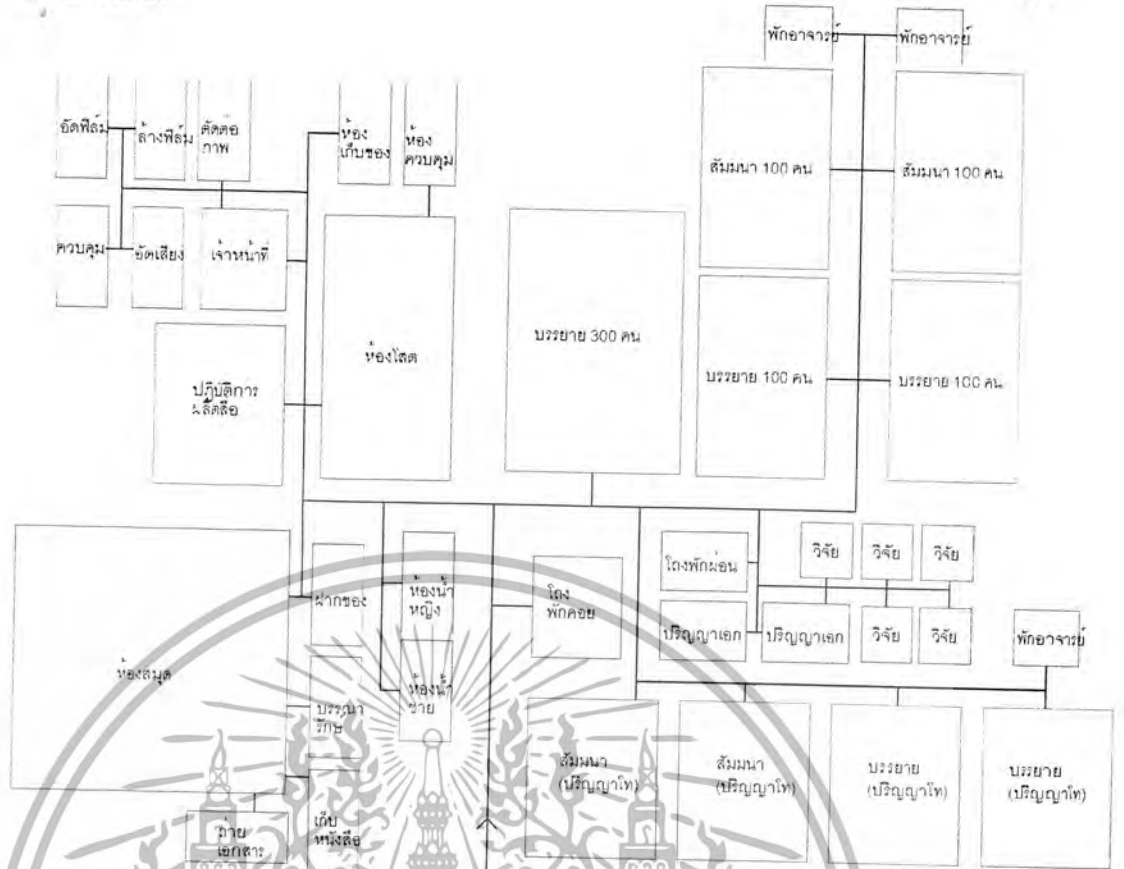 พักอาจารย์
พักอาจารย์
อัดฟิล์ม
ล้างฟิล์ม
ตัดต่อ
ภาพ
ห้อง
เก็บของ
ห้อง
ควบคุม
สัมมนา 100 คน
สัมมนา 100 คน
ควบคุม
อัดเสียง
เจ้าหน้าที่
บรรยาย 300 คน
ห้องโสต
บรรยาย 100 คน
บรรยาย 100 คน
ปฏิบัติการ
ผลิตสื่อ
โถงพักผ่อน
วิจัย
วิจัย
วิจัย
ฝากของ
ห้องน้ำ
หญิง
โถง
พักคอย
ปริญญาเอก
ปริญญาเอก
วิจัย
วิจัย
พักอาจารย์
ห้องสมุด
บรรณา
รักษ์
ห้องน้ำ
ชาย
สัมมนา
(ปริญญาโท)
สัมมนา
(ปริญญาโท)
บรรยาย
(ปริญญาโท)
บรรยาย
(ปริญญาโท)
ถ่าย
เอกสาร
เก็บ
หนังสือ